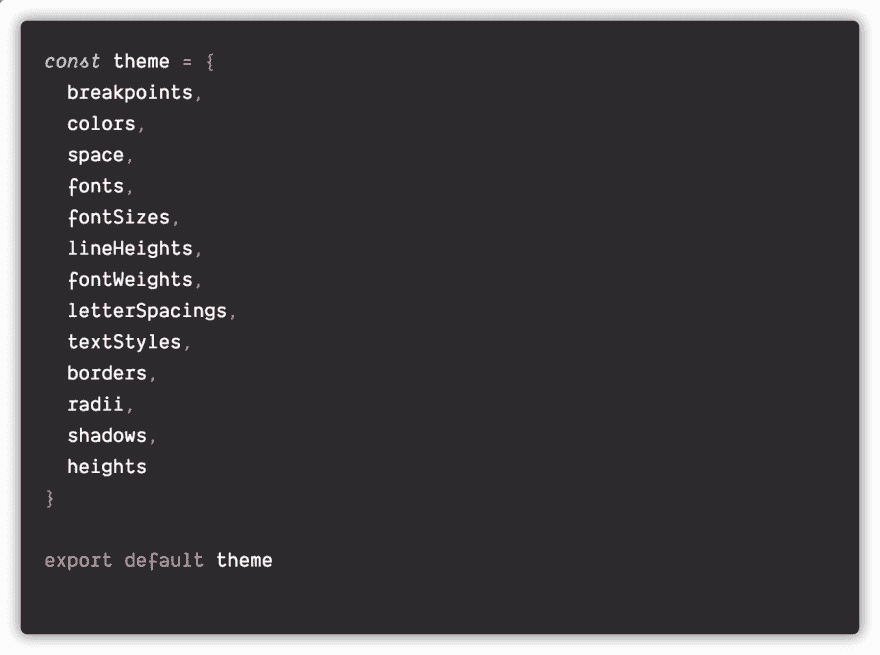 const theme = {
  breakpoints,
  colors,
  space,
  fonts,
  fontSizes,
  lineHeights,
  fontWeights,
  letterSpacings,
  textStyles,
  borders,
  radii,
  shadows,
  heights
}

export default theme